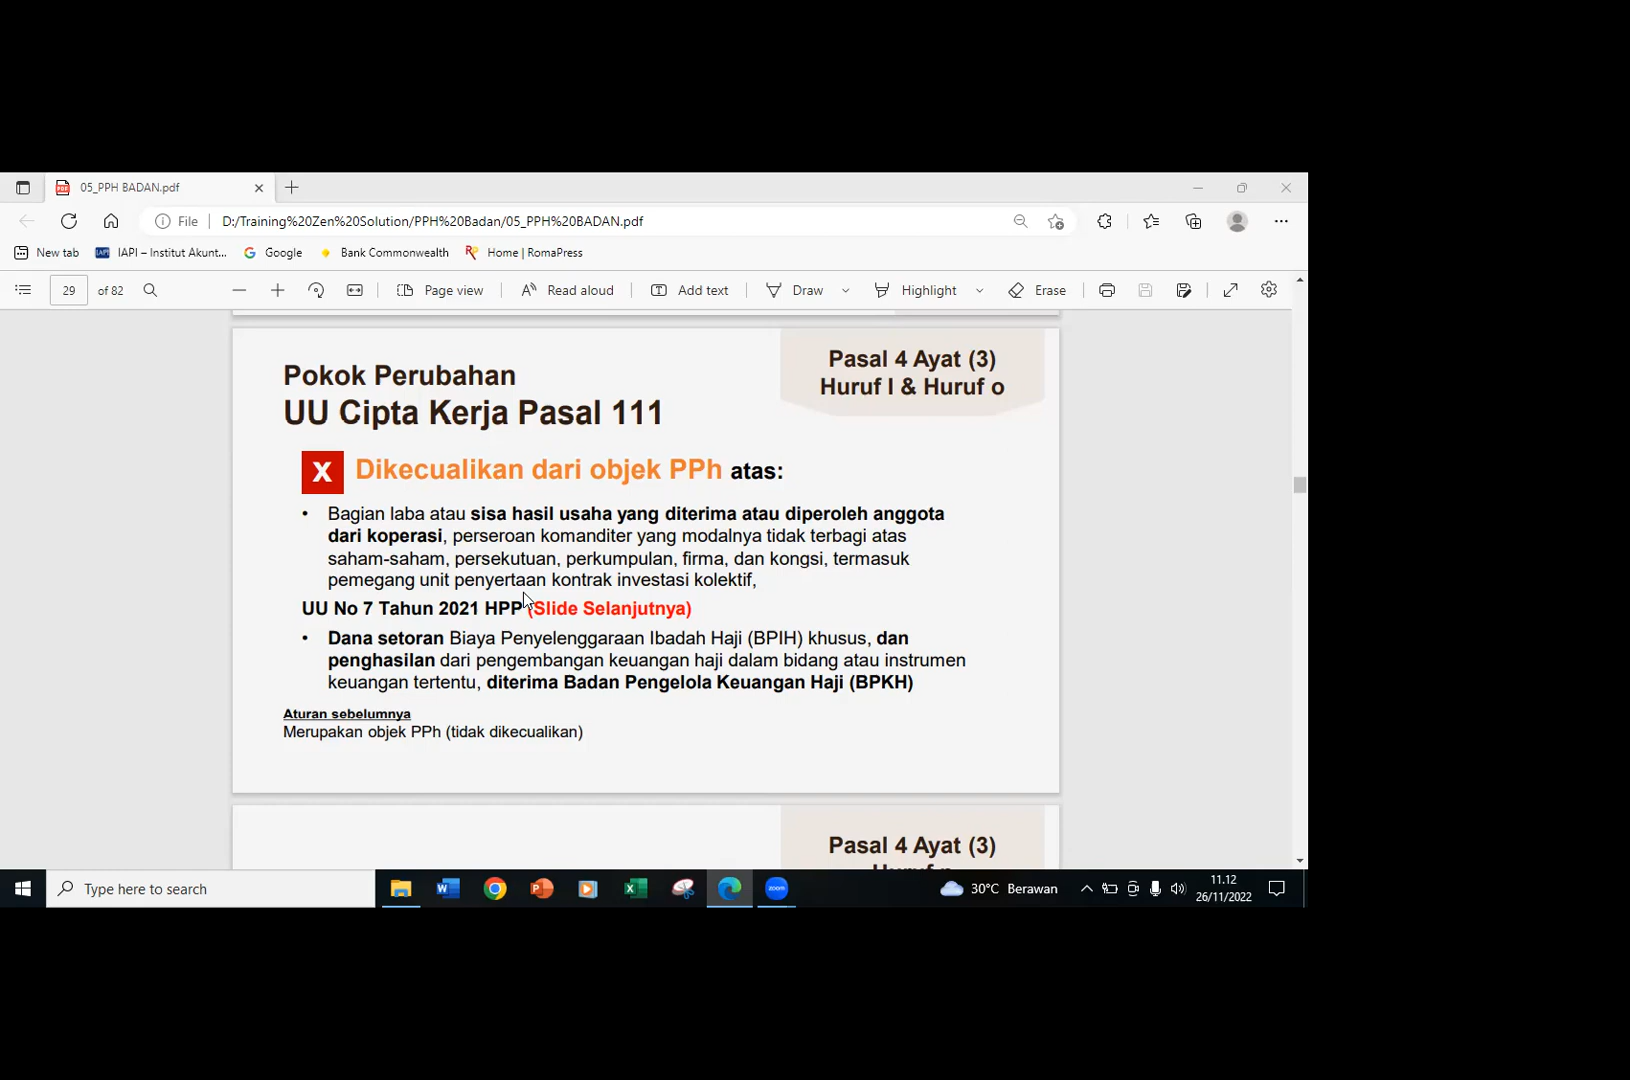 05_PPH BADAN.pdf
File D:/Training%20Zen%20Solution/PPH%20Badan/05_PPH%20BADAN.pdf
New tab IAPI – Institut Akunt... Google Bank Commonwealth Home | RomaPress
29 of 82 Page view Read aloud Add text Draw Highlight Erase
Pasal 4 Ayat (3)
Huruf l & Huruf o
Pokok Perubahan
UU Cipta Kerja Pasal 111
X Dikecualikan dari objek PPh atas:
• Bagian laba atau sisa hasil usaha yang diterima atau diperoleh anggota
dari koperasi, perseroan komanditer yang modalnya tidak terbagi atas
saham-saham, persekutuan, perkumpulan, firma, dan kongsi, termasuk
pemegang unit penyertaan kontrak investasi kolektif,
UU No 7 Tahun 2021 HPP (Slide Selanjutnya)
• Dana setoran Biaya Penyelenggaraan Ibadah Haji (BPIH) khusus, dan
penghasilan dari pengembangan keuangan haji dalam bidang atau instrumen
keuangan tertentu, diterima Badan Pengelola Keuangan Haji (BPKH)
Aturan sebelumnya
Merupakan objek PPh (tidak dikecualikan)
Pasal 4 Ayat (3)
Type here to search
zoom
30°C Berawan
11.12
26/11/2022